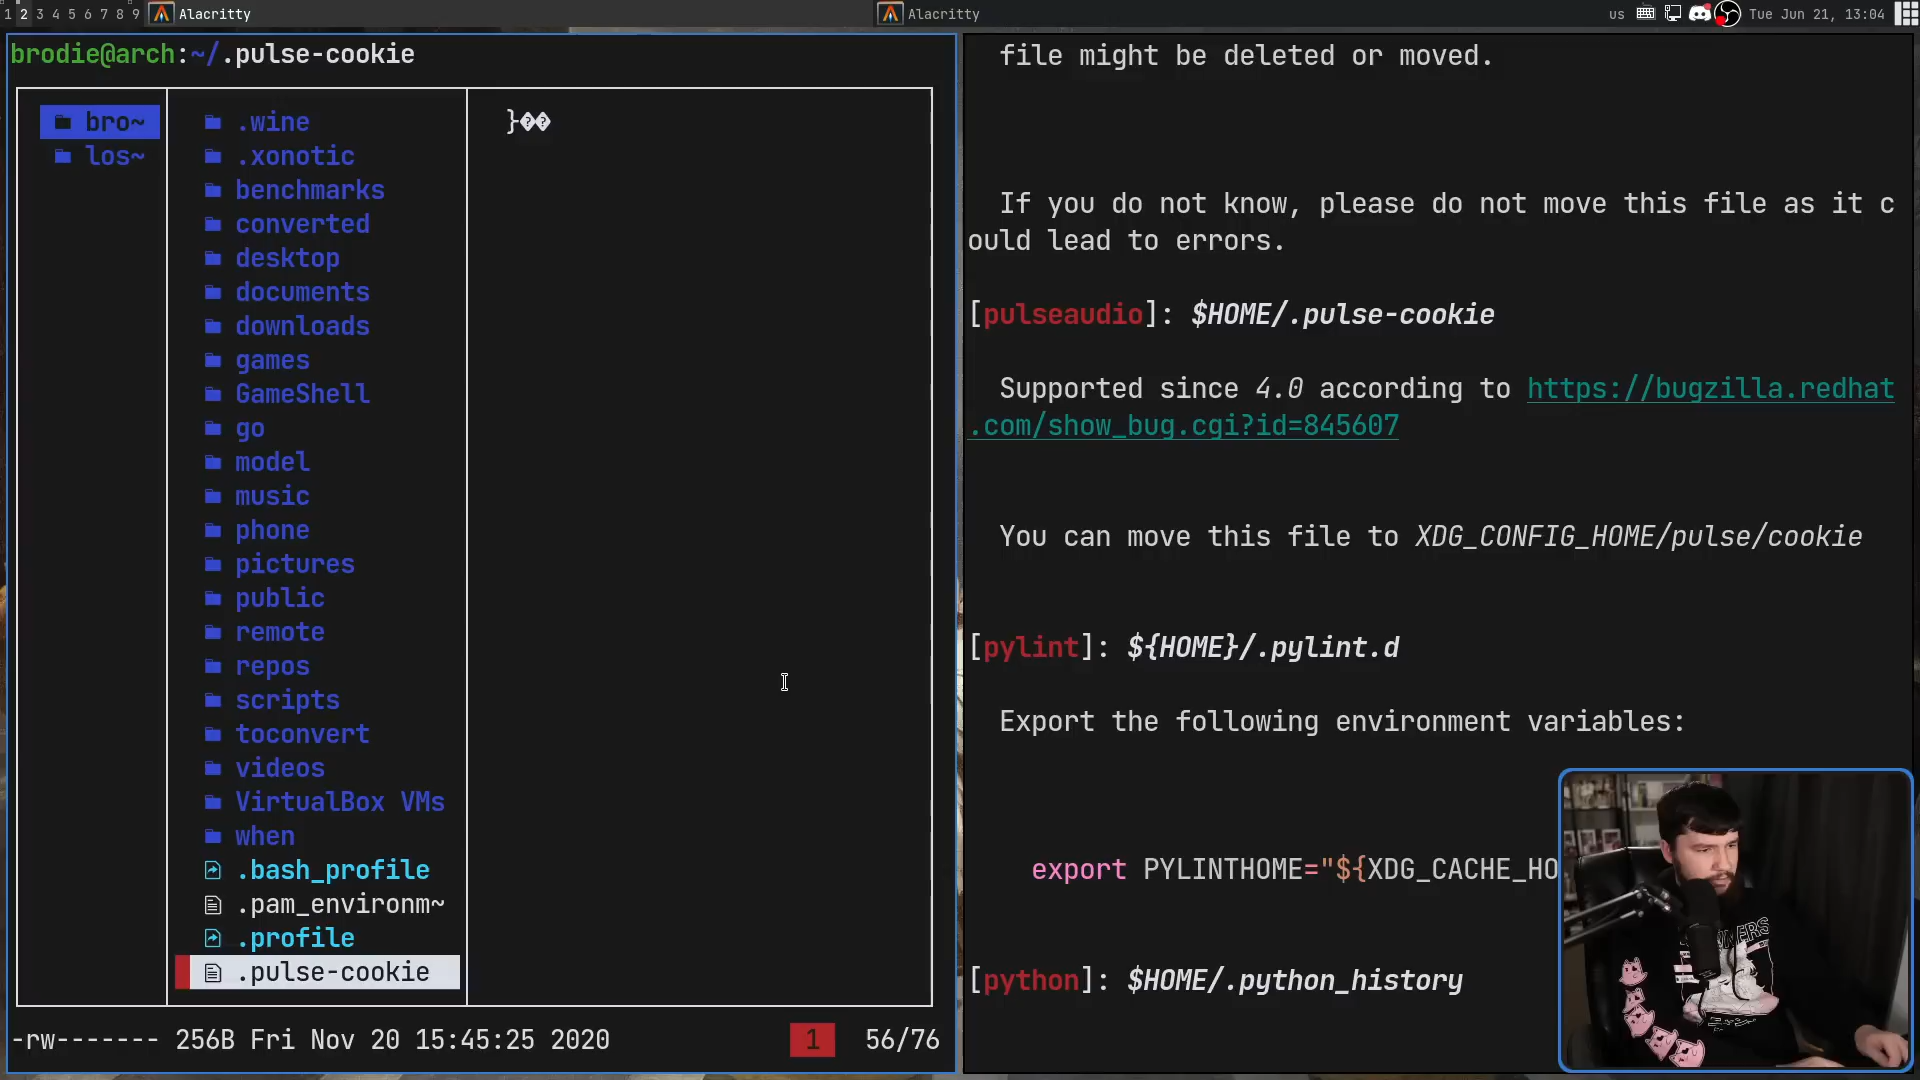 1 2 3 4 5 6 7 8 9 Alacritty
Alacritty
us Tue Jun 21, 13:04
brodie@arch:~/.pulse-cookie
bro~
los~
.wine
.xonotic
benchmarks
converted
desktop
documents
downloads
games
GameShell
go
model
music
phone
pictures
public
remote
repos
scripts
toconvert
videos
VirtualBox VMs
when
.bash_profile
.pam_environm~
.profile
.pulse-cookie
}��
-rw------- 256B Fri Nov 20 15:45:25 2020 1 56/76
file might be deleted or moved.
If you do not know, please do not move this file as it c
ould lead to errors.
[pulseaudio]: $HOME/.pulse-cookie
Supported since 4.0 according to https://bugzilla.redhat
.com/show_bug.cgi?id=845607
You can move this file to XDG_CONFIG_HOME/pulse/cookie
[pylint]: ${HOME}/.pylint.d
Export the following environment variables:
export PYLINTHOME="${XDG_CACHE_HO
[python]: $HOME/.python_history